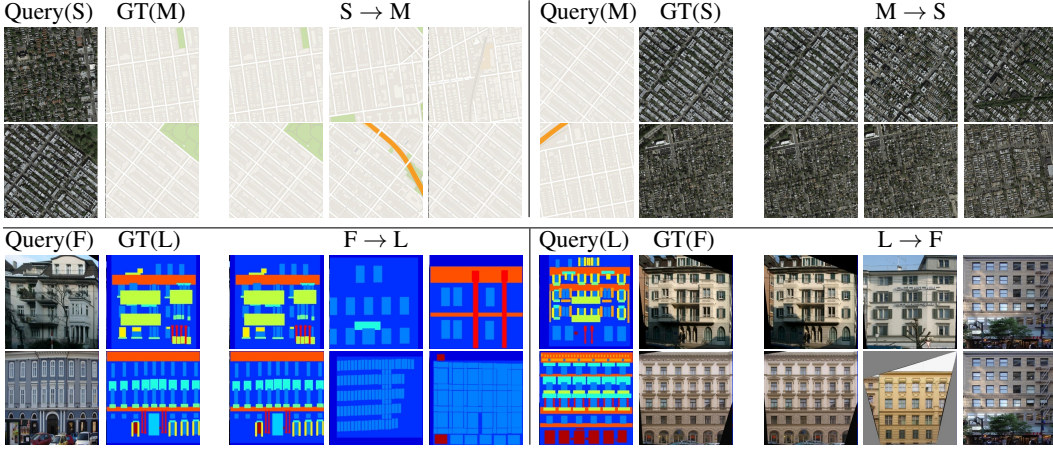 Query(S) GT(M) S → M Query(M) GT(S) M → S
Query(F) GT(L) F → L Query(L) GT(F) L → F